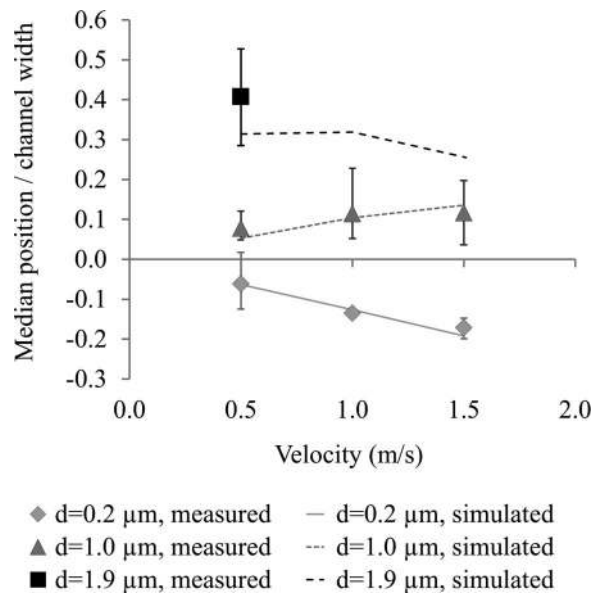 Median position / channel width
0.6
0.5
0.4
0.3
0.2
0.1
0.0
-0.1
-0.2
-0.3
0.0 0.5 1.0 1.5 2.0
Velocity (m/s)
d=0.2 µm, measured d=0.2 µm, simulated
d=1.0 µm, measured d=1.0 µm, simulated
d=1.9 µm, measured d=1.9 µm, simulated